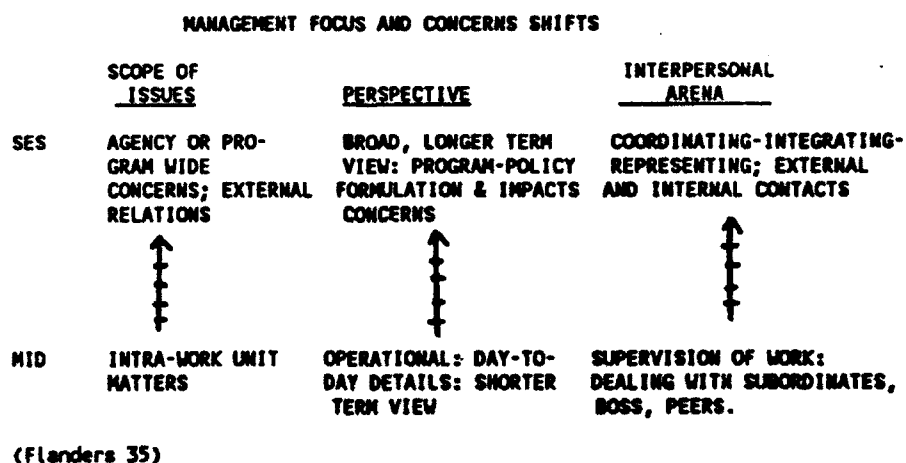 MANAGEMENT FOCUS AND CONCERNS SHIFTS
SCOPE OF ISSUES
PERSPECTIVE
INTERPERSONAL ARENA
SES
AGENCY OR PRO-
GRAM WIDE
CONCERNS; EXTERNAL
RELATIONS
BROAD, LONGER TERM
VIEW: PROGRAM-POLICY
FORMULATION & IMPACTS
CONCERNS
COORDINATING-INTEGRATING-
REPRESENTING; EXTERNAL
AND INTERNAL CONTACTS
MID
INTRA-WORK UNIT
MATTERS
OPERATIONAL: DAY-TO-
DAY DETAILS: SHORTER
TERM VIEW
SUPERVISION OF WORK:
DEALING WITH SUBORDINATES,
BOSS, PEERS.
(Flanders 35)